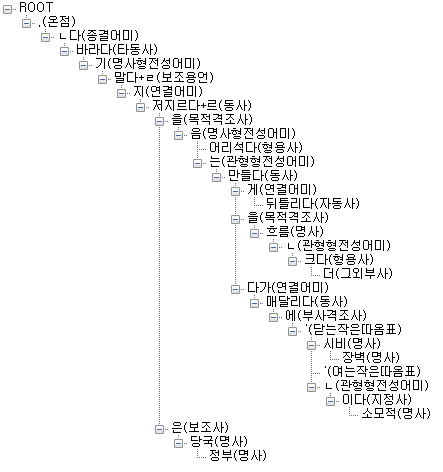 ROOT
.(온점)
ㄴ다(종결어미)
바라다(타동사)
기(명사형전성어미)
말다+ㄹ(보조용언)
지(연결어미)
저지르다+르(동사)
을(목적격조사)
음(명사형전성어미)
어리석다(형용사)
는(관형형전성어미)
만들다(동사)
게(연결어미)
뒤틀리다(자동사)
을(목적격조사)
흐름(명사)
ㄴ(관형형전성어미)
크다(형용사)
더(그외부사)
다가(연결어미)
매달리다(동사)
에(부사격조사)
'(닫는작은따옴표)
시비(명사)
장벽(명사)
'(여는작은따옴표)
ㄴ(관형형전성어미)
이다(지정사)
소모적(명사)
은(보조사)
당국(명사)
정부(명사)